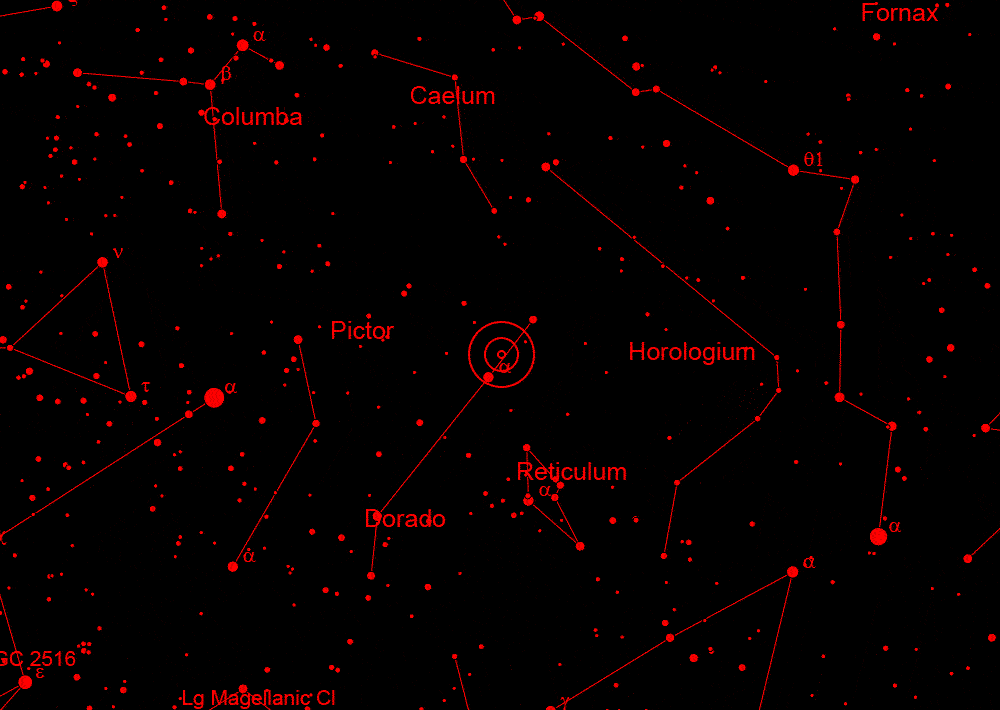 Fornax
α
β
Caelum
Columba
θ1
ν
Pictor
Horologium
α
τ
α
Reticulum
α
Dorado
α
α
α
GC 2516
ε
Lg Magellanic Cl
γ